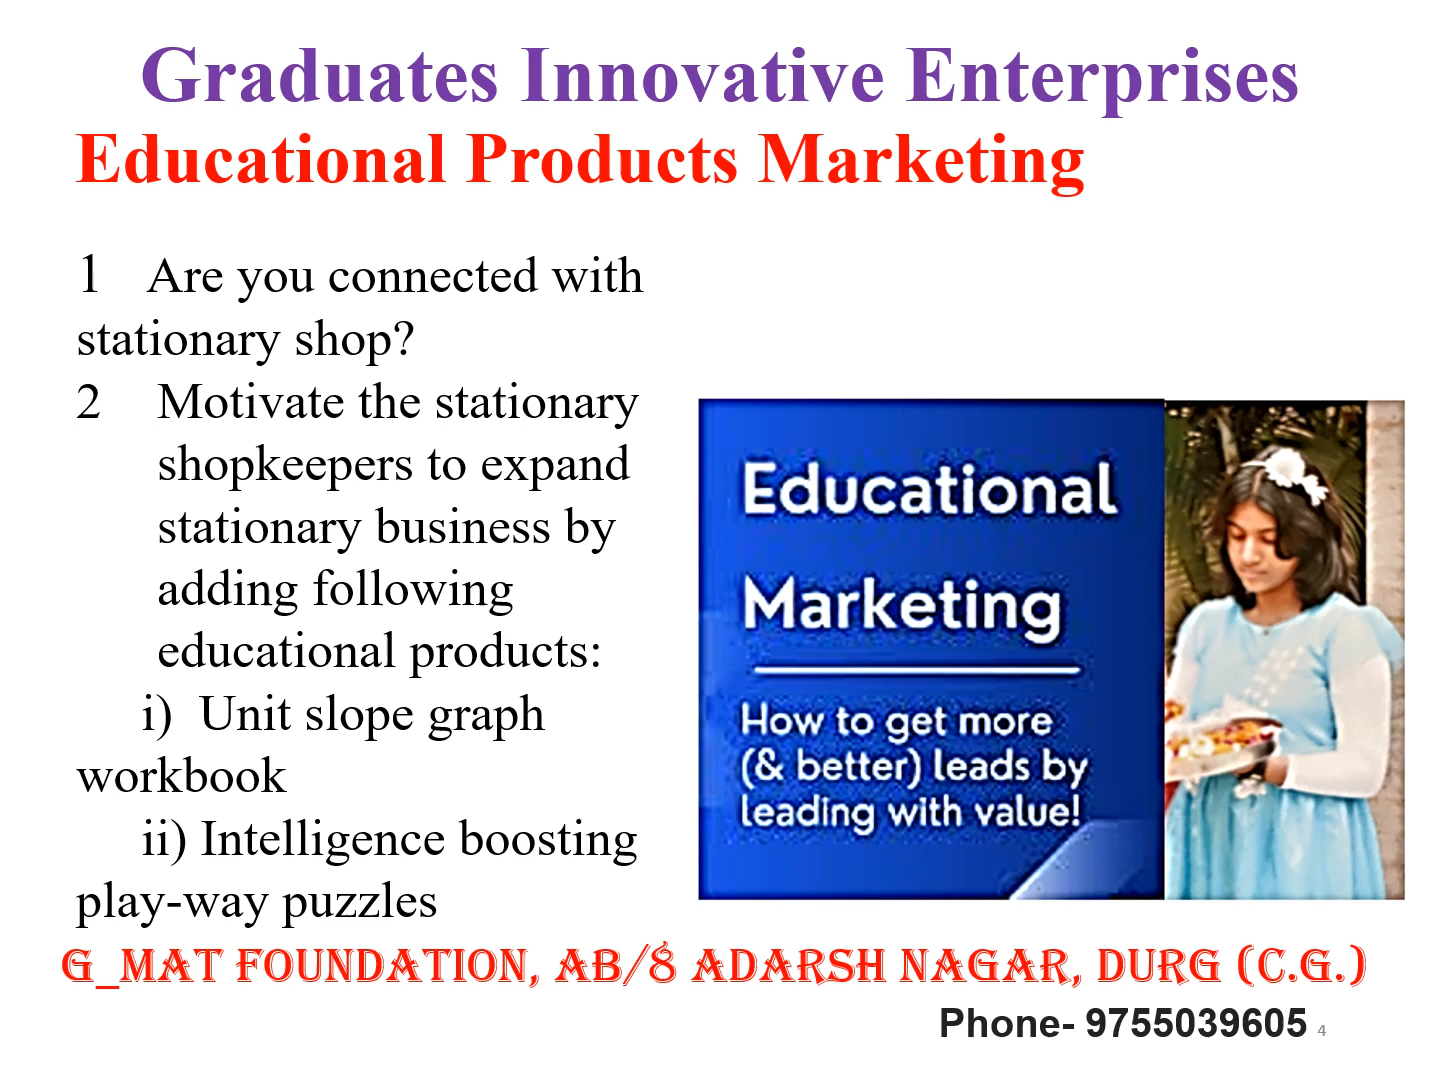 Graduates Innovative Enterprises
Educational Products Marketing
1 Are you connected with
stationary shop?
2 Motivate the stationary
shopkeepers to expand
stationary business by
adding following
educational products:
i) Unit slope graph
workbook
ii) Intelligence boosting
play-way puzzles
Educational
Marketing
How to get more
(& better) leads by
leading with value!
G_MAT FOUNDATION, AB/8 ADARSH NAGAR, DURG (C.G.)
Phone- 9755039605 4